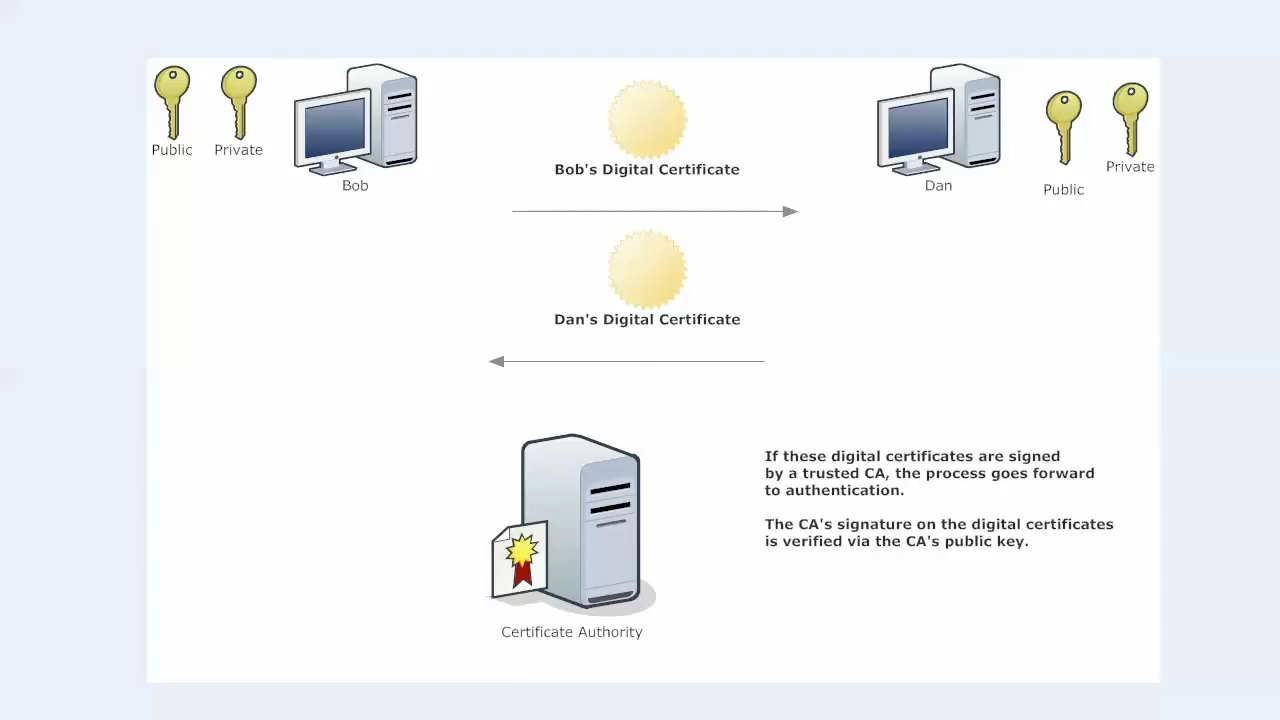 Public
Private
Bob
Bob's Digital Certificate
Dan
Public
Private
Dan's Digital Certificate
If these digital certificates are signed
by a trusted CA, the process goes forward
to authentication.
The CA's signature on the digital certificates
is verified via the CA's public key.
Certificate Authority